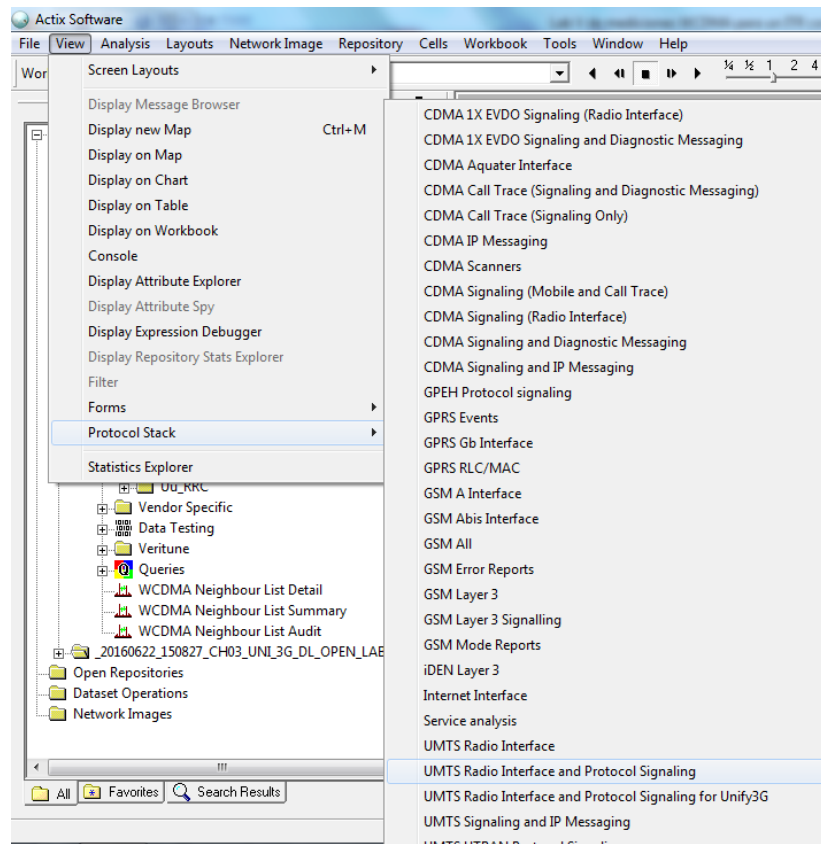 Actix Software
File View Analysis Layouts Network Image Repository Cells Workbook Tools Window Help
Wor
¼ ½ 1 2 4
Screen Layouts
Display Message Browser
Display new Map Ctrl+M
Display on Map
Display on Chart
Display on Table
Display on Workbook
Console
Display Attribute Explorer
Display Attribute Spy
Display Expression Debugger
Display Repository Stats Explorer
Filter
Forms
Protocol Stack
Statistics Explorer
CDMA 1X EVDO Signaling (Radio Interface)
CDMA 1X EVDO Signaling and Diagnostic Messaging
CDMA Aquater Interface
CDMA Call Trace (Signaling and Diagnostic Messaging)
CDMA Call Trace (Signaling Only)
CDMA IP Messaging
CDMA Scanners
CDMA Signaling (Mobile and Call Trace)
CDMA Signaling (Radio Interface)
CDMA Signaling and Diagnostic Messaging
CDMA Signaling and IP Messaging
GPEH Protocol signaling
GPRS Events
GPRS Gb Interface
GPRS RLC/MAC
GSM A Interface
GSM Abis Interface
GSM All
GSM Error Reports
GSM Layer 3
GSM Layer 3 Signalling
GSM Mode Reports
iDEN Layer 3
Internet Interface
Service analysis
UMTS Radio Interface
UMTS Radio Interface and Protocol Signaling
UMTS Radio Interface and Protocol Signaling for Unify3G
UMTS Signaling and IP Messaging
UMTS UTRAN Protocol Signaling
Uu_RRC
Vendor Specific
Data Testing
Veritune
Queries
WCDMA Neighbour List Detail
WCDMA Neighbour List Summary
WCDMA Neighbour List Audit
_20160622_150827_CH03_UNI_3G_DL_OPEN_LAE
Open Repositories
Dataset Operations
Network Images
All Favorites Search Results